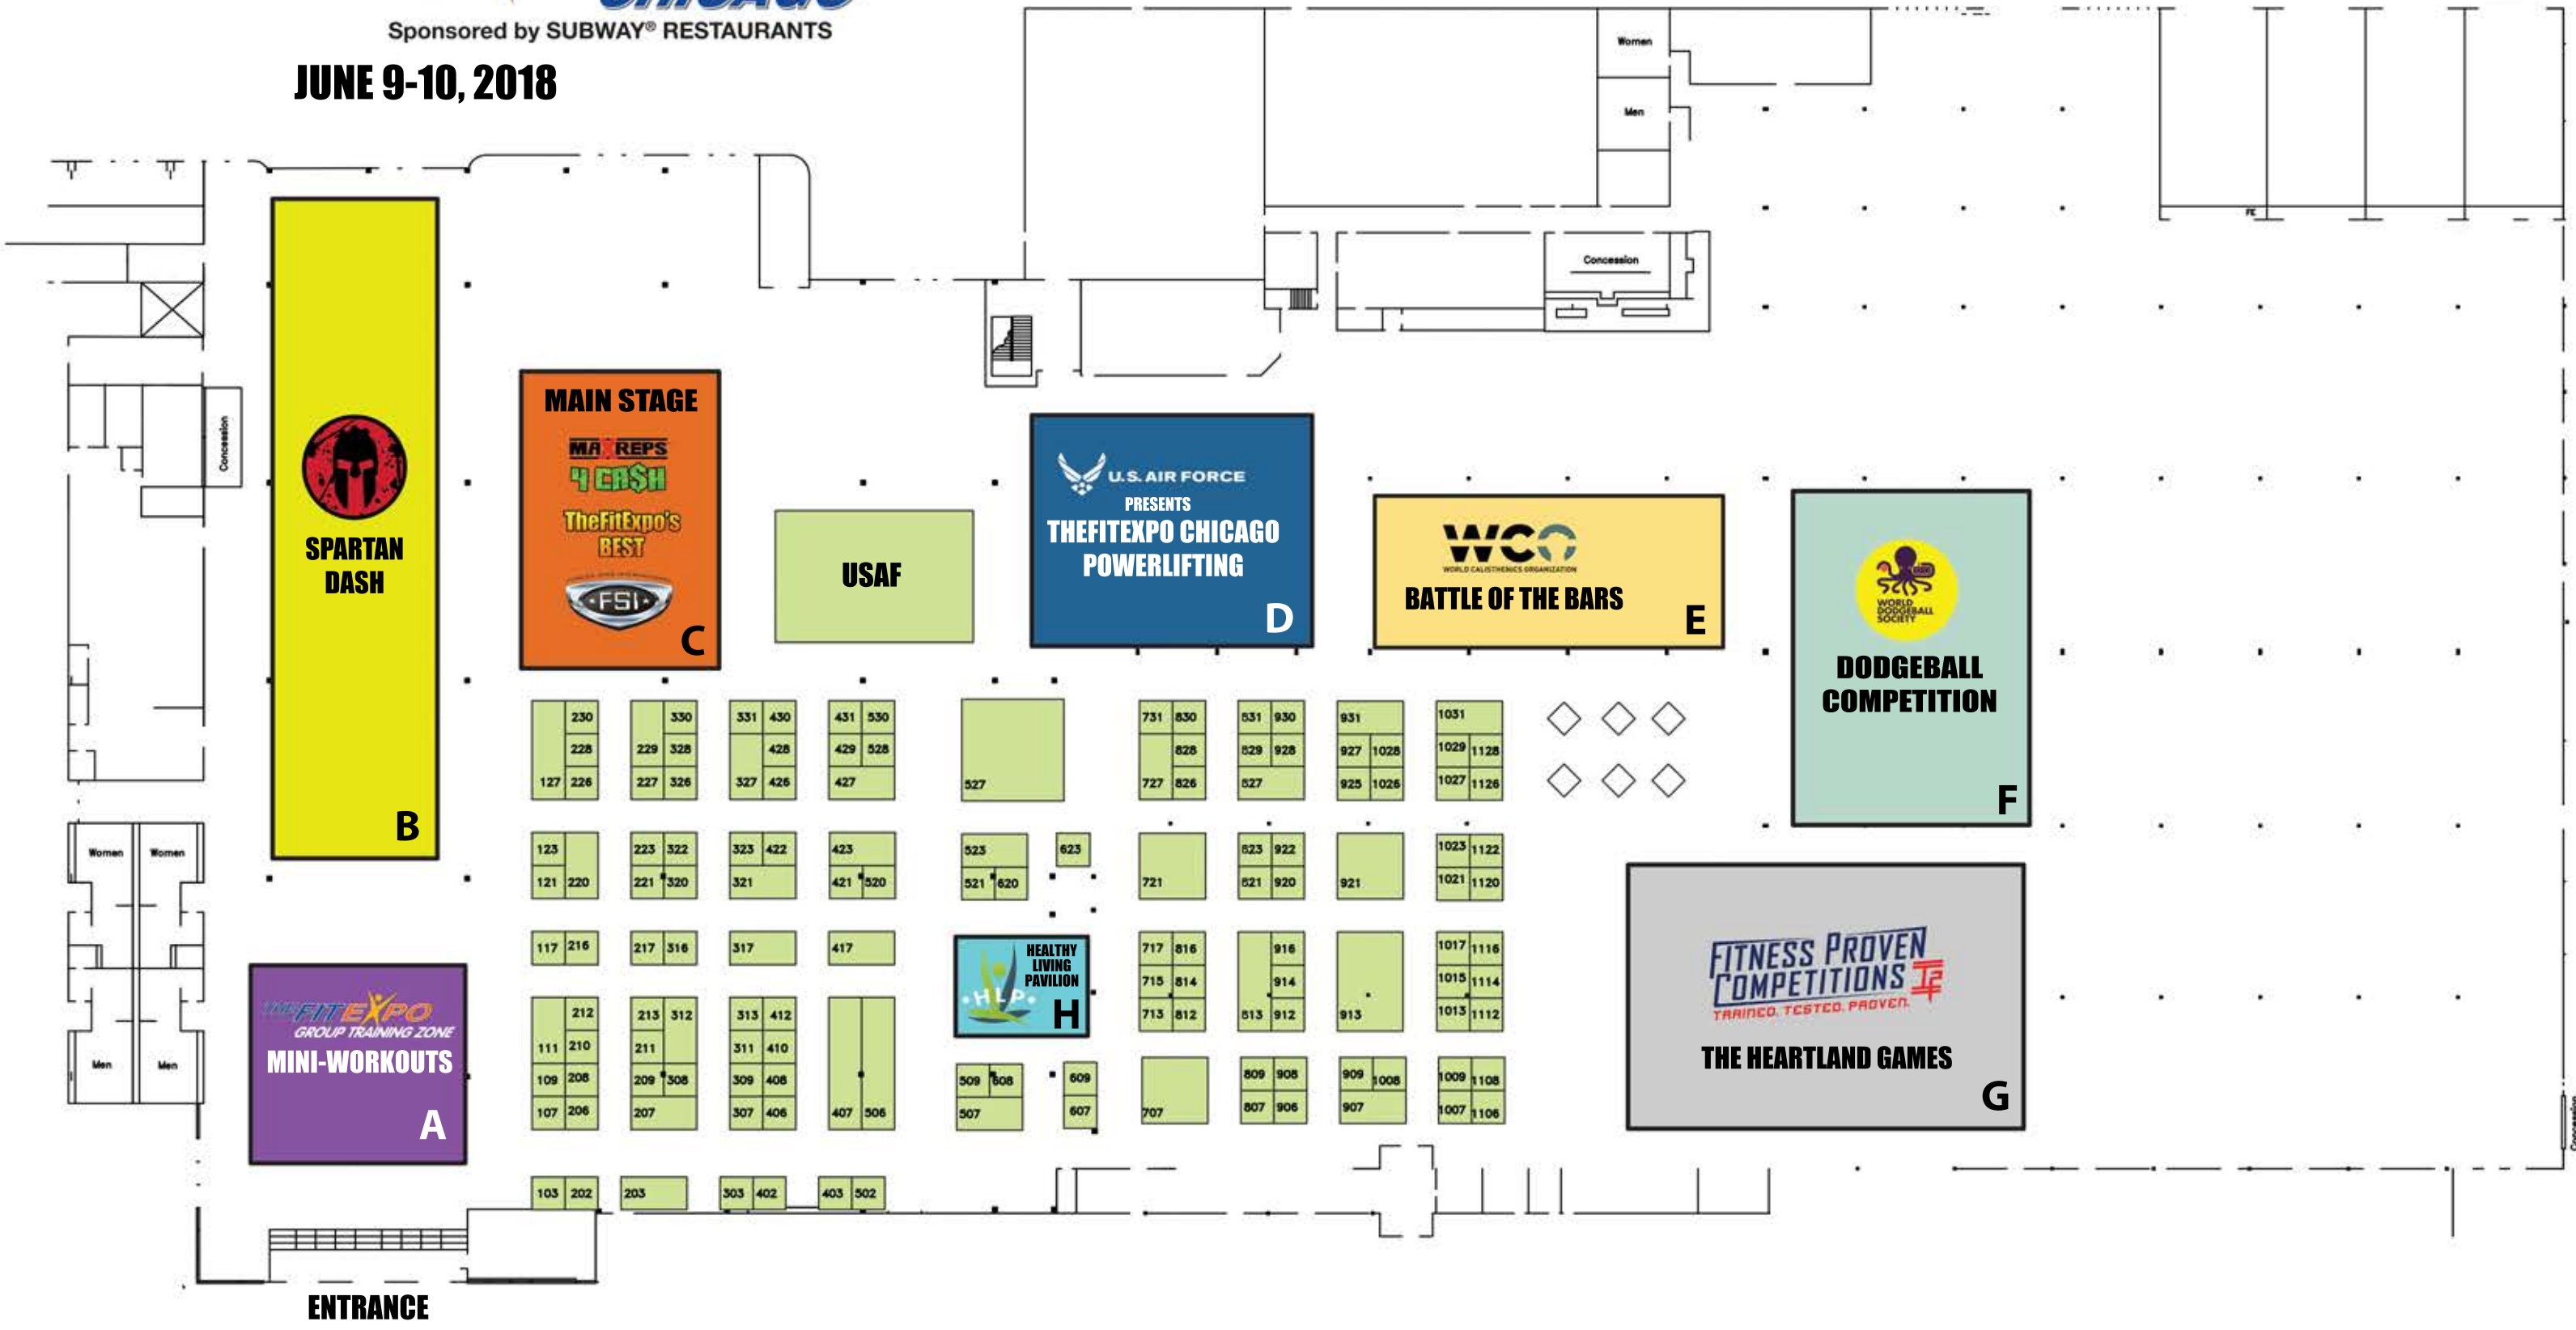 CHICAGO
Sponsored by SUBWAY® RESTAURANTS
JUNE 9-10, 2018
Women
Men
Concession
FE
Concession
SPARTAN
DASH
B
MAIN STAGE
MAXREPS
4 CA$H
TheFitExpo's
BEST
FSI
C
USAF
U.S. AIR FORCE
PRESENTS
THEFITEXPO CHICAGO
POWERLIFTING
D
WCO
WORLD CALISTHENICS ORGANIZATION
BATTLE OF THE BARS
E
WORLD
DODGEBALL
SOCIETY
DODGEBALL
COMPETITION
F
230 330 331 430 431 530 731 830 831 930 931 1031
228 229 328 428 429 528 828 829 928 927 1028 1029 1128
127 226 227 326 327 426 427 527 727 826 827 925 1026 1027 1126
123 223 322 323 422 423 523 623 823 922 1023 1122
121 220 221 320 321 421 520 521 620 721 821 920 921 1021 1120
Women Women
117 216 217 316 317 417 717 816 916 1017 1116
715 814 914 1015 1114
713 812 813 912 913 1013 1112
HEALTHY
LIVING
PAVILION
HLP
H
212 213 312 313 412
111 210 211 311 410
109 208 209 308 309 408 509 608 609 809 908 909 1008 1009 1108
107 206 207 307 406 407 506 507 607 707 807 906 907 1007 1106
Men Men
THEFITEXPO
GROUP TRAINING ZONE
MINI-WORKOUTS
A
FITNESS PROVEN
COMPETITIONS
TRAINED. TESTED. PROVEN.
THE HEARTLAND GAMES
G
Concession
103 202 203 303 402 403 502
ENTRANCE